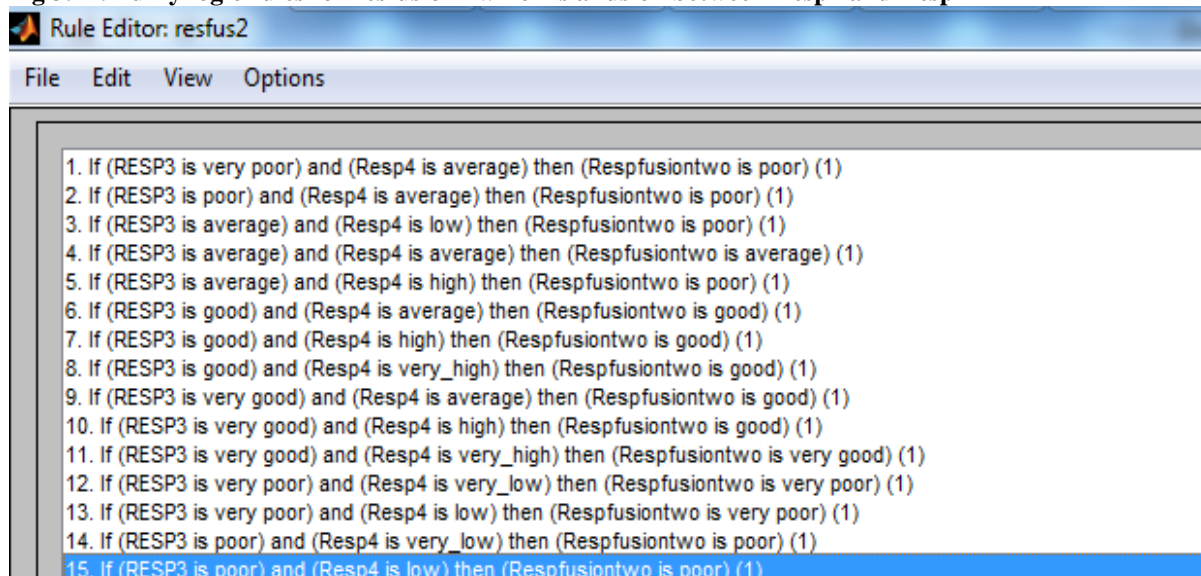 Rule Editor: resfus2
File Edit View Options
1. If (RESP3 is very poor) and (Resp4 is average) then (Respfusiontwo is poor) (1)
2. If (RESP3 is poor) and (Resp4 is average) then (Respfusiontwo is poor) (1)
3. If (RESP3 is average) and (Resp4 is low) then (Respfusiontwo is poor) (1)
4. If (RESP3 is average) and (Resp4 is average) then (Respfusiontwo is average) (1)
5. If (RESP3 is average) and (Resp4 is high) then (Respfusiontwo is poor) (1)
6. If (RESP3 is good) and (Resp4 is average) then (Respfusiontwo is good) (1)
7. If (RESP3 is good) and (Resp4 is high) then (Respfusiontwo is good) (1)
8. If (RESP3 is good) and (Resp4 is very_high) then (Respfusiontwo is good) (1)
9. If (RESP3 is very good) and (Resp4 is average) then (Respfusiontwo is good) (1)
10. If (RESP3 is very good) and (Resp4 is high) then (Respfusiontwo is good) (1)
11. If (RESP3 is very good) and (Resp4 is very_high) then (Respfusiontwo is very good) (1)
12. If (RESP3 is very poor) and (Resp4 is very_low) then (Respfusiontwo is very poor) (1)
13. If (RESP3 is very poor) and (Resp4 is low) then (Respfusiontwo is very poor) (1)
14. If (RESP3 is poor) and (Resp4 is very_low) then (Respfusiontwo is poor) (1)
15. If (RESP3 is poor) and (Resp4 is low) then (Respfusiontwo is poor) (1)